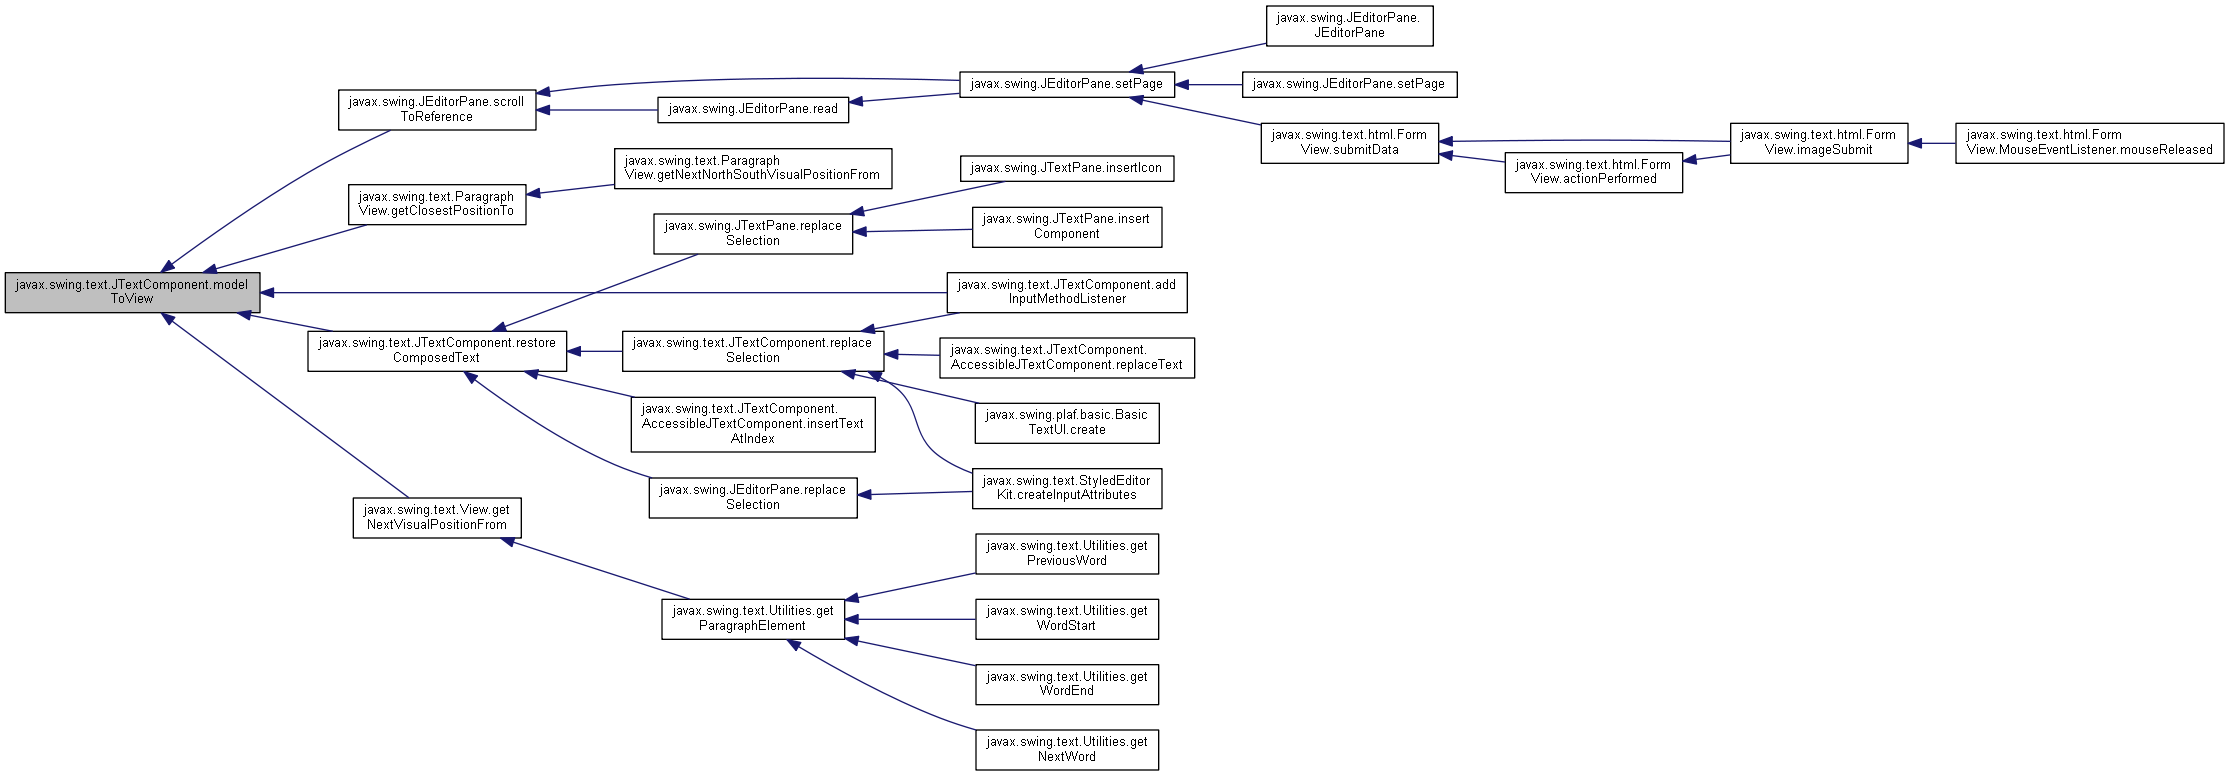 javax.swing.JEditorPane.
JEditorPane
javax.swing.JEditorPane.setPage
javax.swing.JEditorPane.setPage
javax.swing.JEditorPane.scroll
ToReference
javax.swing.JEditorPane.read
javax.swing.text.html.Form
View.submitData
javax.swing.text.html.Form
View.imageSubmit
javax.swing.text.html.Form
View.MouseEventListener.mouseReleased
javax.swing.text.html.Form
View.actionPerformed
javax.swing.text.Paragraph
View.getNextNorthSouthVisualPositionFrom
javax.swing.JTextPane.insertIcon
javax.swing.text.Paragraph
View.getClosestPositionTo
javax.swing.JTextPane.replace
Selection
javax.swing.JTextPane.insert
Component
javax.swing.text.JTextComponent.model
ToView
javax.swing.text.JTextComponent.add
InputMethodListener
javax.swing.text.JTextComponent.restore
ComposedText
javax.swing.text.JTextComponent.replace
Selection
javax.swing.text.JTextComponent.
AccessibleJTextComponent.replaceText
javax.swing.text.JTextComponent.
AccessibleJTextComponent.insertText
AtIndex
javax.swing.plaf.basic.Basic
TextUI.create
javax.swing.JEditorPane.replace
Selection
javax.swing.text.StyledEditor
Kit.createInputAttributes
javax.swing.text.View.get
NextVisualPositionFrom
javax.swing.text.Utilities.get
PreviousWord
javax.swing.text.Utilities.get
ParagraphElement
javax.swing.text.Utilities.get
WordStart
javax.swing.text.Utilities.get
WordEnd
javax.swing.text.Utilities.get
NextWord